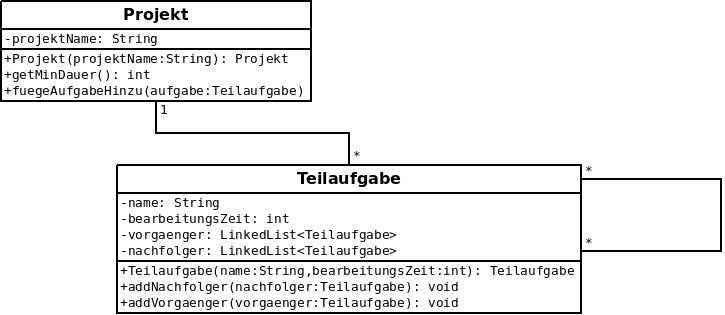 Projekt
-projektName: String
+Projekt(projektName:String): Projekt
+getMinDauer(): int
+fuegeAufgabeHinzu(aufgabe:Teilaufgabe)
1
*
Teilaufgabe
*
-name: String
-bearbeitungsZeit: int
-vorgaenger: LinkedList<Teilaufgabe>
-nachfolger: LinkedList<Teilaufgabe>
*
+Teilaufgabe(name:String,bearbeitungsZeit:int): Teilaufgabe
+addNachfolger(nachfolger:Teilaufgabe): void
+addVorgaenger(vorgaenger:Teilaufgabe): void